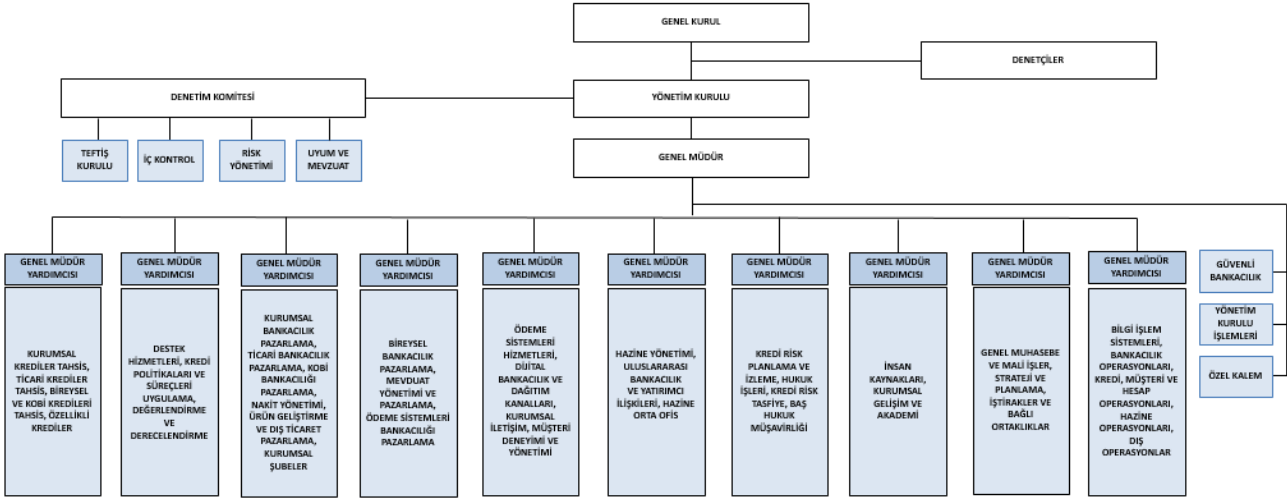 GENEL KURUL
DENETÇİLER
DENETİM KOMİTESİ
YÖNETİM KURULU
TEFTİŞ
KURULU
İÇ KONTROL
RİSK
YÖNETİMİ
UYUM VE
MEVZUAT
GENEL MÜDÜR
GENEL MÜDÜR
YARDIMCISI
KURUMSAL
KREDİLER TAHSİS,
TİCARİ KREDİLER
TAHSİS, BİREYSEL
VE KOBİ KREDİLERİ
TAHSİS, ÖZELLİKLİ
KREDİLER
GENEL MÜDÜR
YARDIMCISI
DESTEK
HİZMETLERİ, KREDİ
POLİTİKALARI VE
SÜREÇLERİ
UYGULAMA,
DEĞERLENDİRME
VE
DERECELENDİRME
GENEL MÜDÜR
YARDIMCISI
KURUMSAL
BANKACILIK
PAZARLAMA,
TİCARİ BANKACILIK
PAZARLAMA, KOBİ
BANKACILIĞI
PAZARLAMA,
NAKİT YÖNETİMİ,
ÜRÜN GELİŞTİRME
VE DIŞ TİCARET
PAZARLAMA,
KURUMSAL
ŞUBELER
GENEL MÜDÜR
YARDIMCISI
BİREYSEL
BANKACILIK
PAZARLAMA,
MEVDUAT
YÖNETİMİ VE
PAZARLAMA,
ÖDEME SİSTEMLERİ
BANKACILIĞI
PAZARLAMA
GENEL MÜDÜR
YARDIMCISI
ÖDEME
SİSTEMLERİ
HİZMETLERİ,
DİJİTAL
BANKACILIK VE
DAĞITIM
KANALLARI,
KURUMSAL
İLETİŞİM, MÜŞTERİ
DENEYİMİ VE
YÖNETİMİ
GENEL MÜDÜR
YARDIMCISI
HAZİNE YÖNETİMİ,
ULUSLARARASI
BANKACILIK
VE YATIRIMCI
İLİŞKİLERİ, HAZİNE
ORTA OFİS
GENEL MÜDÜR
YARDIMCISI
KREDİ RİSK
PLANLAMA VE
İZLEME, HUKUK
İŞLERİ, KREDİ RİSK
TASFİYE, BAŞ
HUKUK
MÜŞAVİRLİĞİ
GENEL MÜDÜR
YARDIMCISI
İNSAN
KAYNAKLARI,
KURUMSAL
GELİŞİM VE
AKADEMİ
GENEL MÜDÜR
YARDIMCISI
GENEL MUHASEBE
VE MALİ İŞLER,
STRATEJİ VE
PLANLAMA,
İŞTİRAKLER VE
BAĞLI
ORTAKLIKLAR
GENEL MÜDÜR
YARDIMCISI
BİLGİ İŞLEM
SİSTEMLERİ,
BANKACILIK
OPERASYONLARI,
KREDİ, MÜŞTERİ VE
HESAP
OPERASYONLARI,
HAZİNE
OPERASYONLARI,
DIŞ
OPERASYONLAR
GÜVENLİ
BANKACILIK
YÖNETİM
KURULU
İŞLEMLERİ
ÖZEL KALEM